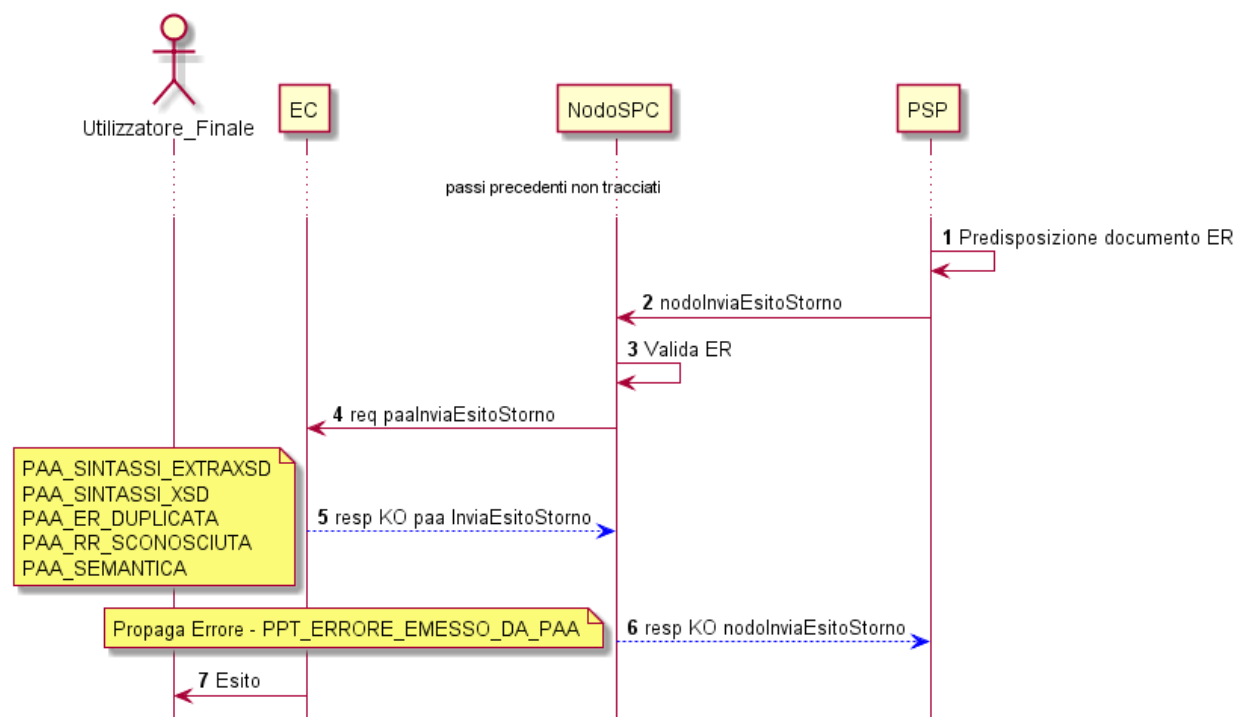 Utilizzatore_Finale
EC
NodoSPC
PSP
passi precedenti non tracciati
1 Predisposizione documento ER
2 nodoInviaEsitoStorno
3 Valida ER
4 req paaInviaEsitoStorno
PAA_SINTASSI_EXTRAXSD
PAA_SINTASSI_XSD
PAA_ER_DUPLICATA
PAA_RR_SCONOSCIUTA
PAA_SEMANTICA
5 resp KO paa InviaEsitoStorno
Propaga Errore - PPT_ERRORE_EMESSO_DA_PAA
6 resp KO nodoInviaEsitoStorno
7 Esito